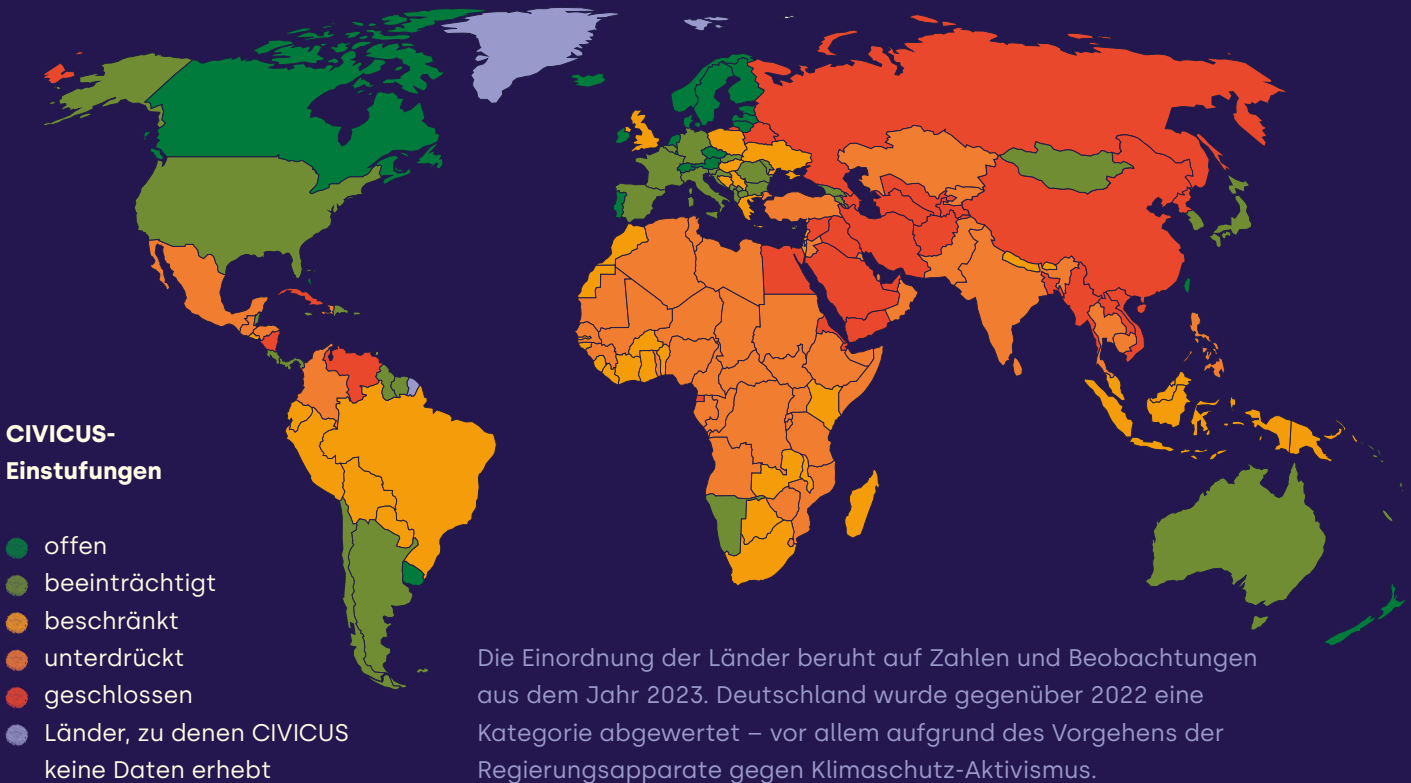 CIVICUS-
Einstufungen
offen
beeinträchtigt
beschränkt
unterdrückt
geschlossen
Länder, zu denen CIVICUS
keine Daten erhebt
Die Einordnung der Länder beruht auf Zahlen und Beobachtungen
aus dem Jahr 2023. Deutschland wurde gegenüber 2022 eine
Kategorie abgewertet – vor allem aufgrund des Vorgehens der
Regierungsapparate gegen Klimaschutz-Aktivismus.